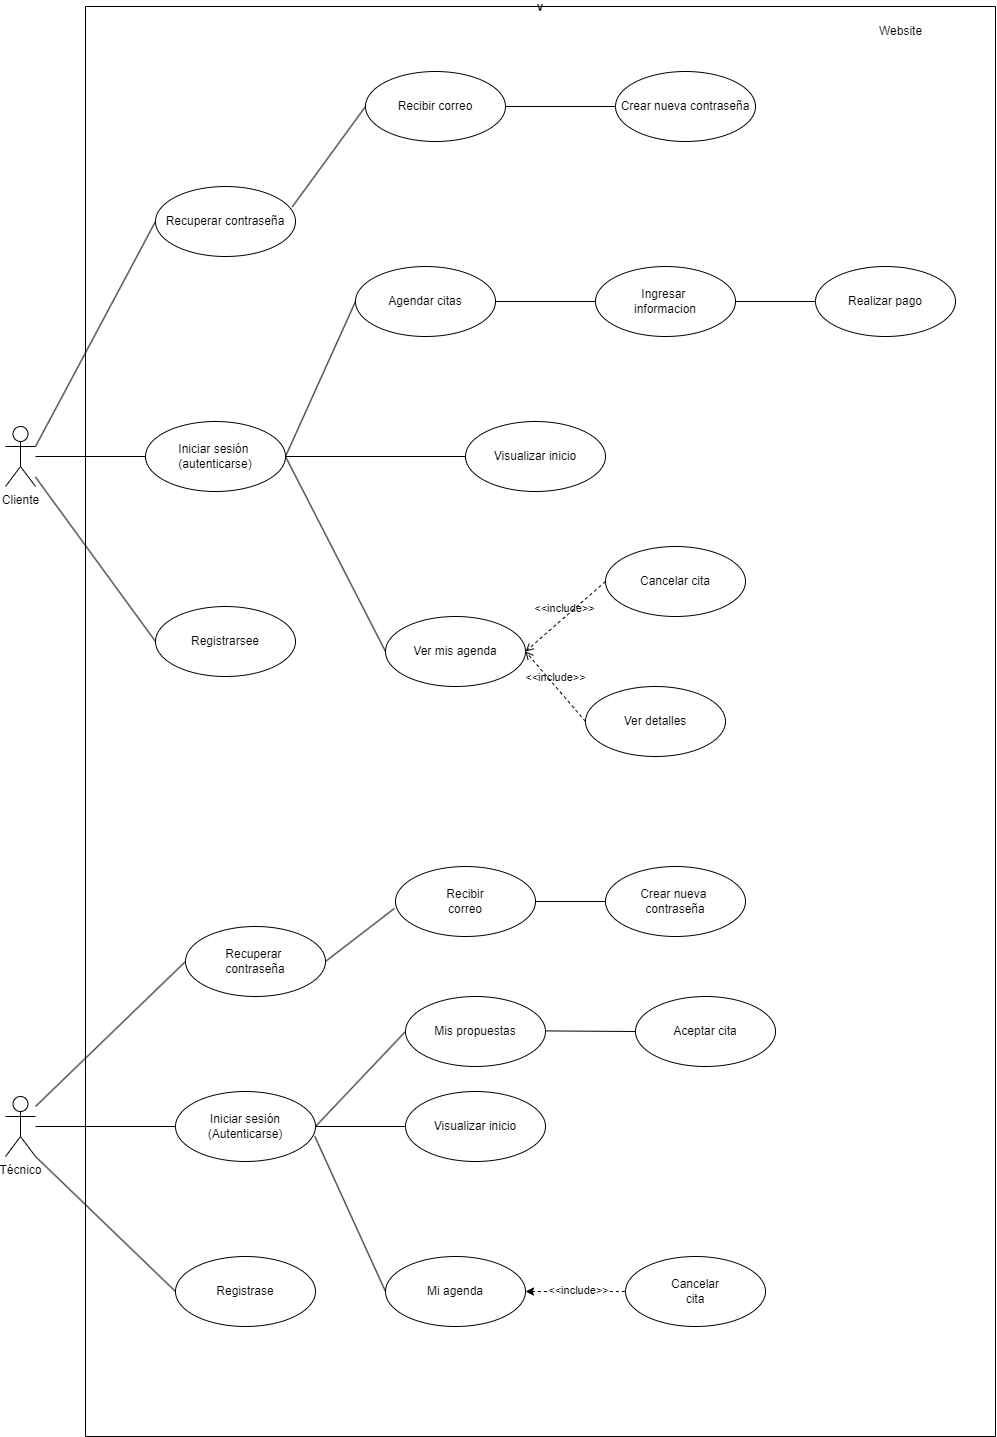 Website
Recibir correo
Crear nueva contraseña
Recuperar contraseña
Agendar citas
Ingresar
informacion
Realizar pago
Iniciar sesión
(autenticarse)
Visualizar inicio
Cliente
Cancelar cita
<<include>>
Registrarsee
Ver mis agenda
<<include>>
Ver detalles
Recibir
correo
Crear nueva
contraseña
Recuperar
contraseña
Mis propuestas
Aceptar cita
Iniciar sesión
(Autenticarse)
Visualizar inicio
Técnico
Registrase
Mi agenda
<<include>>
Cancelar
cita